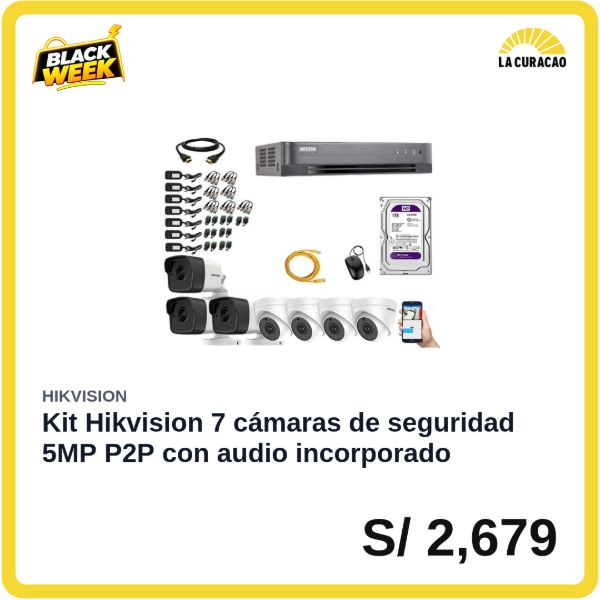 BLACK
WEEK
LA CURACAO
HIKVISION
Kit Hikvision 7 cámaras de seguridad
5MP P2P con audio incorporado
S/ 2,679